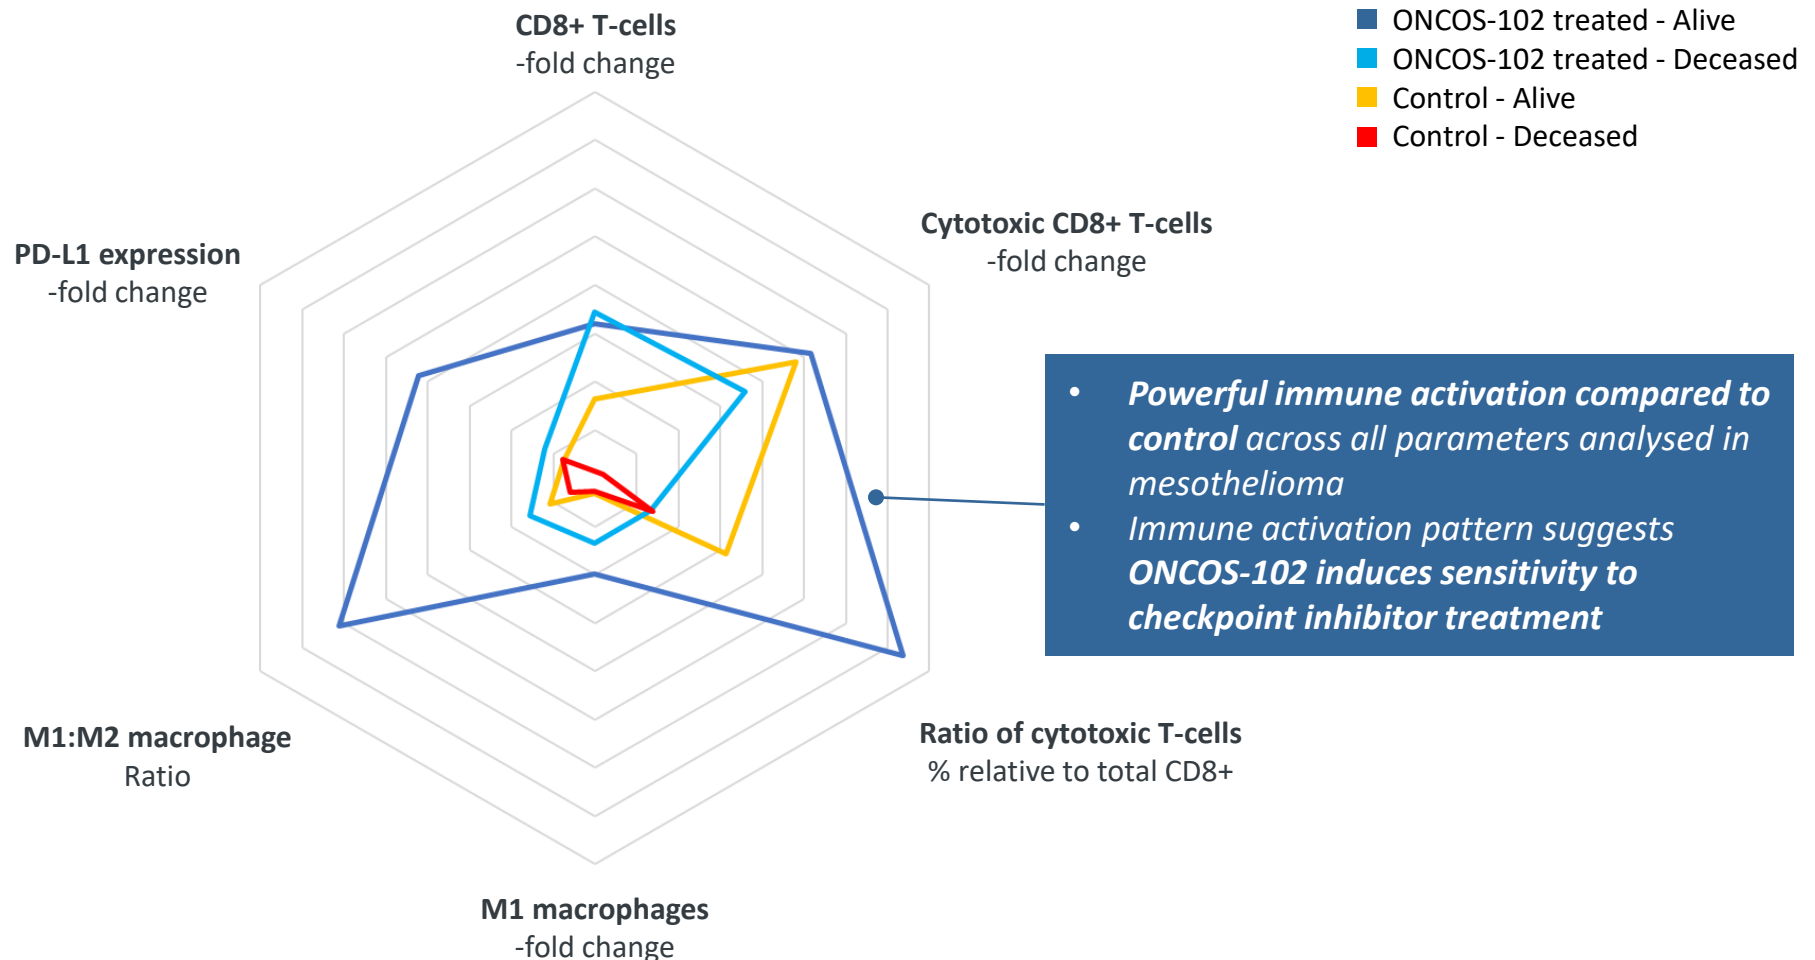 CD8+ T-cells
-fold change
ONCOS-102 treated - Alive
ONCOS-102 treated - Deceased
Control - Alive
Control - Deceased
Cytotoxic CD8+ T-cells
-fold change
PD-L1 expression
-fold change
• Powerful immune activation compared to
control across all parameters analysed in
mesothelioma
• Immune activation pattern suggests
ONCOS-102 induces sensitivity to
checkpoint inhibitor treatment
M1:M2 macrophage
Ratio
Ratio of cytotoxic T-cells
% relative to total CD8+
M1 macrophages
-fold change